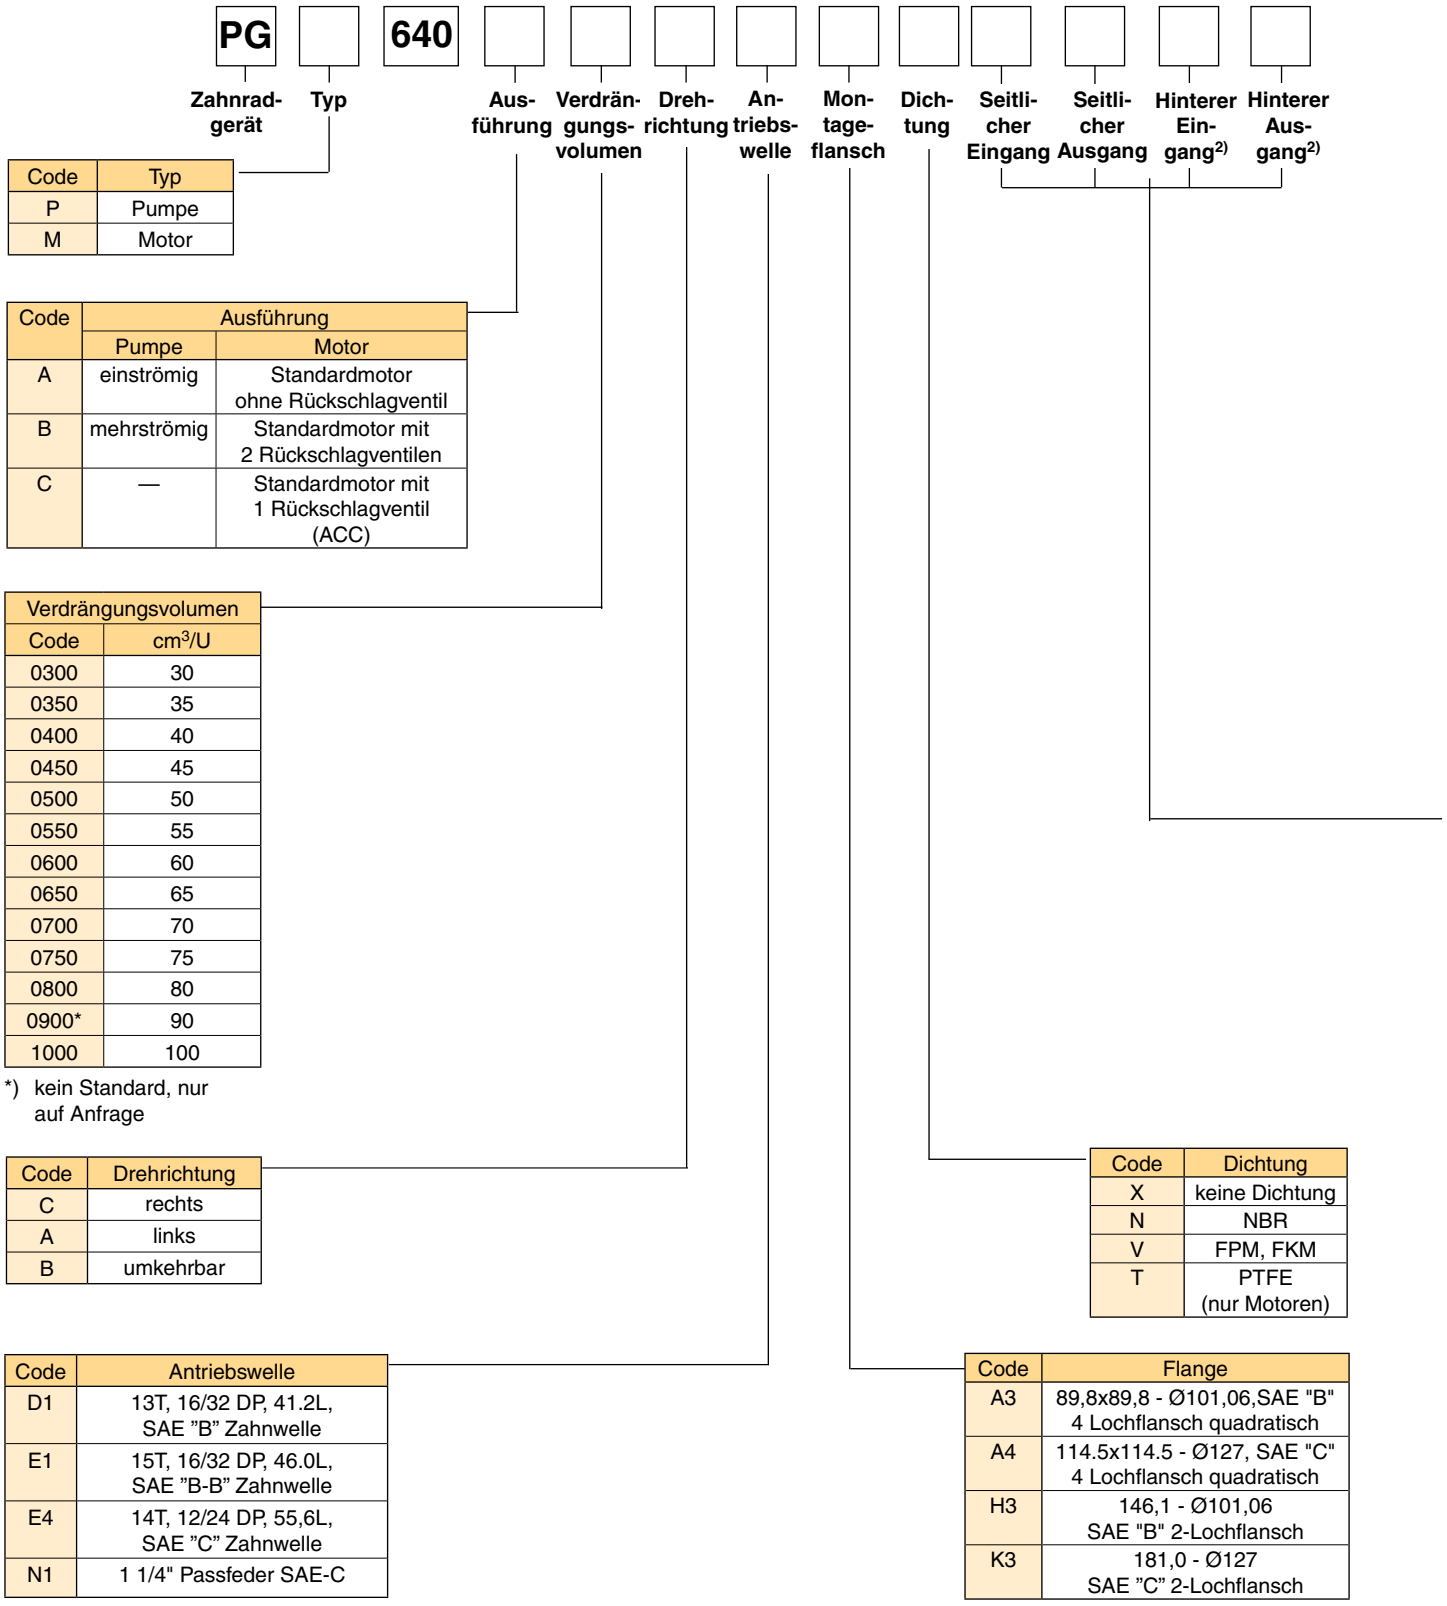 PG 640
Zahnrad-
gerät
Typ
Aus-
führung
Verdrän-
gungs-
volumen
Dreh-
richtung
An-
triebs-
welle
Mon-
tage-
flansch
Dich-
tung
Seitli-
cher
Eingang
Seitli-
cher
Ausgang
Hinterer
Ein-
gang2)
Hinterer
Aus-
gang2)
Code Typ
P Pumpe
M Motor
Code Ausführung
Pumpe Motor
A einströmig Standardmotor
ohne Rückschlagventil
B mehrströmig Standardmotor mit
2 Rückschlagventilen
C — Standardmotor mit
1 Rückschlagventil
(ACC)
Verdrängungsvolumen
Code cm³/U
0300 30
0350 35
0400 40
0450 45
0500 50
0550 55
0600 60
0650 65
0700 70
0750 75
0800 80
0900* 90
1000 100
*) kein Standard, nur
auf Anfrage
Code Drehrichtung
C rechts
A links
B umkehrbar
Code Dichtung
X keine Dichtung
N NBR
V FPM, FKM
T PTFE
(nur Motoren)
Code Antriebswelle
D1 13T, 16/32 DP, 41.2L,
SAE ”B” Zahnwelle
E1 15T, 16/32 DP, 46.0L,
SAE ”B-B” Zahnwelle
E4 14T, 12/24 DP, 55,6L,
SAE ”C” Zahnwelle
N1 1 1/4" Passfeder SAE-C
Code Flange
A3 89,8x89,8 - Ø101,06,SAE "B"
4 Lochflansch quadratisch
A4 114.5x114.5 - Ø127, SAE "C"
4 Lochflansch quadratisch
H3 146,1 - Ø101,06
SAE "B" 2-Lochflansch
K3 181,0 - Ø127
SAE ”C” 2-Lochflansch